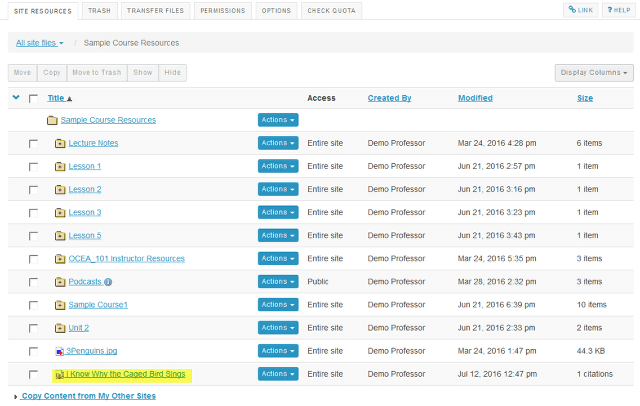 SITE RESOURCES TRASH TRANSFER FILES PERMISSIONS OPTIONS CHECK QUOTA LINK ? HELP
All site files / Sample Course Resources
Move Copy Move to Trash Show Hide Display Columns
Title Access Created By Modified Size
Sample Course Resources Actions
Lecture Notes Actions Entire site Demo Professor Mar 24, 2016 4:28 pm 6 items
Lesson 1 Actions Entire site Demo Professor Jun 21, 2016 2:57 pm 1 item
Lesson 2 Actions Entire site Demo Professor Jun 21, 2016 3:16 pm 1 item
Lesson 3 Actions Entire site Demo Professor Jun 21, 2016 3:23 pm 1 item
Lesson 5 Actions Entire site Demo Professor Jun 21, 2016 3:43 pm 1 item
OCEA_101 Instructor Resources Actions Entire site Demo Professor Mar 24, 2016 5:35 pm 3 items
Podcasts Actions Public Demo Professor Mar 28, 2016 2:32 pm 3 items
Sample Course1 Actions Entire site Demo Professor Jun 21, 2016 6:39 pm 10 items
Unit 2 Actions Entire site Demo Professor Jun 21, 2016 2:33 pm 2 items
3Penguins.jpg Actions Entire site Demo Professor Mar 24, 2016 1:47 pm 44.3 KB
I Know Why the Caged Bird Sings Actions Entire site Demo Professor Jul 12, 2016 12:47 pm 1 citations
Copy Content from My Other Sites